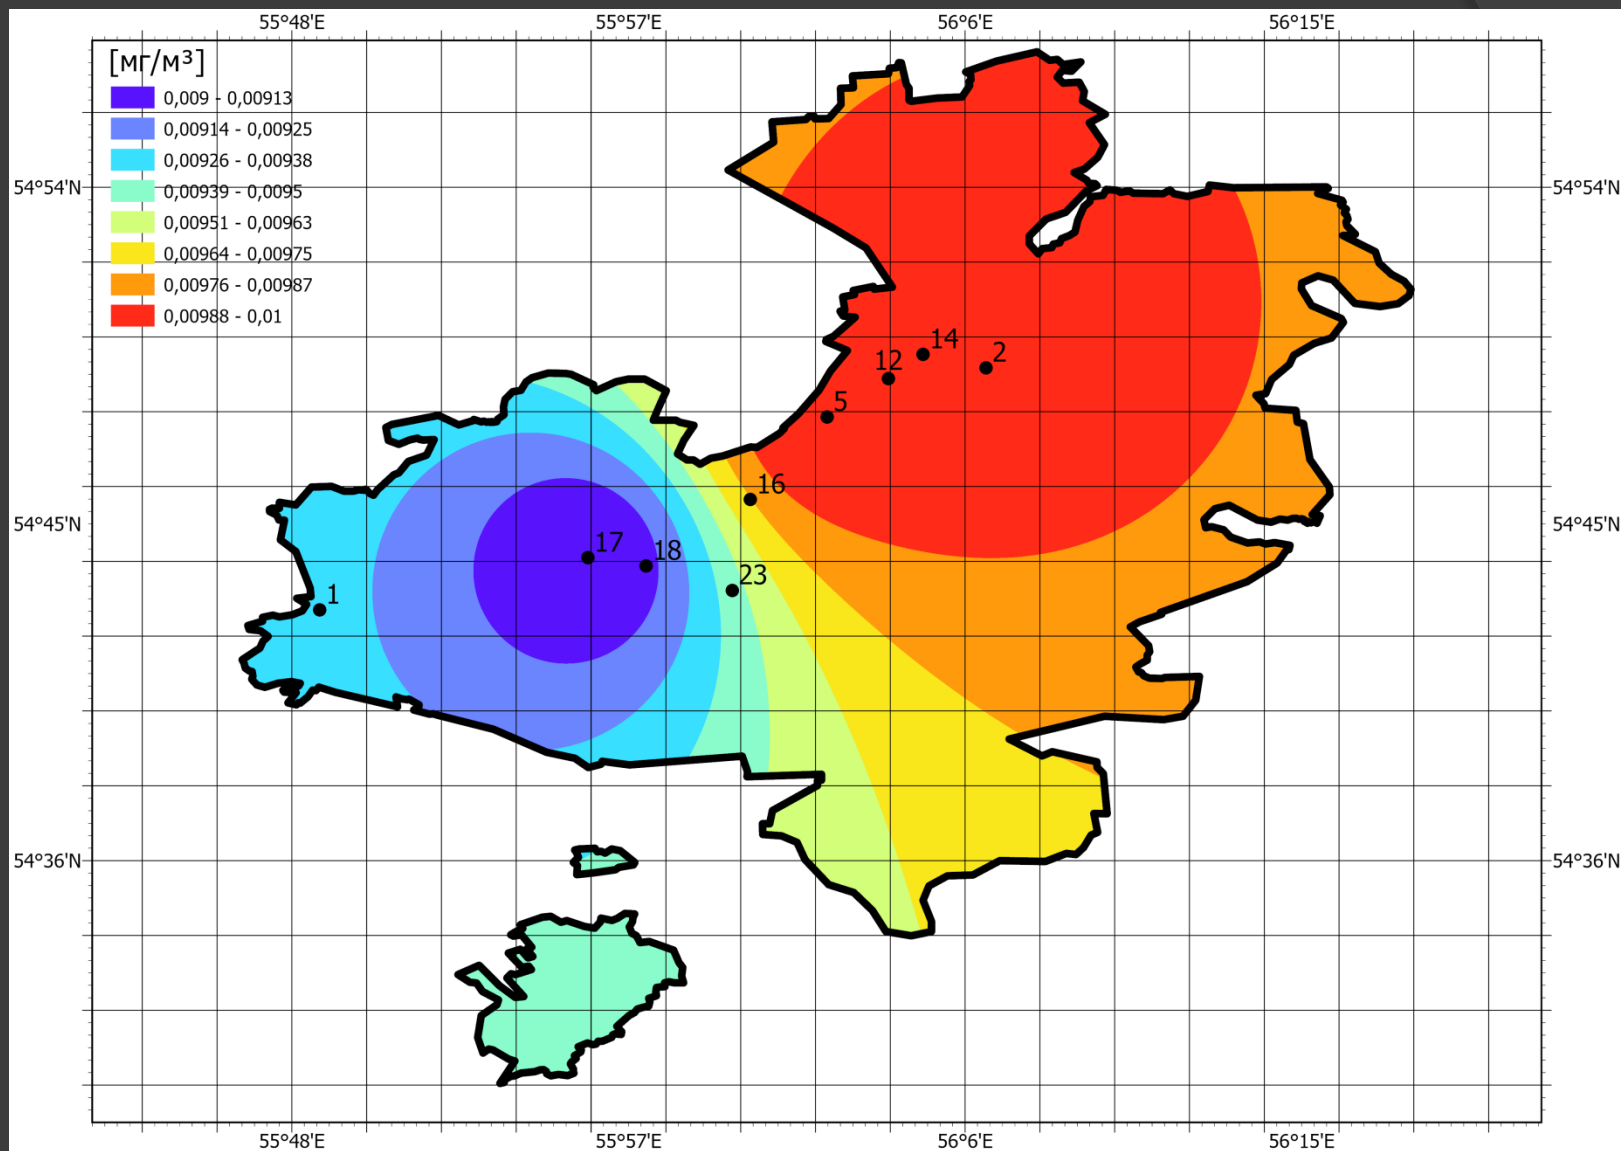 55°48'E 55°57'E 56°6'E 56°15'E
[мг/м³]
0,009 - 0,00913
0,00914 - 0,00925
0,00926 - 0,00938
0,00939 - 0,0095
0,00951 - 0,00963
0,00964 - 0,00975
0,00976 - 0,00987
0,00988 - 0,01
54°54'N 54°54'N
14
2
12
5
16
54°45'N 54°45'N
17
18
23
1
54°36'N 54°36'N
55°48'E 55°57'E 56°6'E 56°15'E